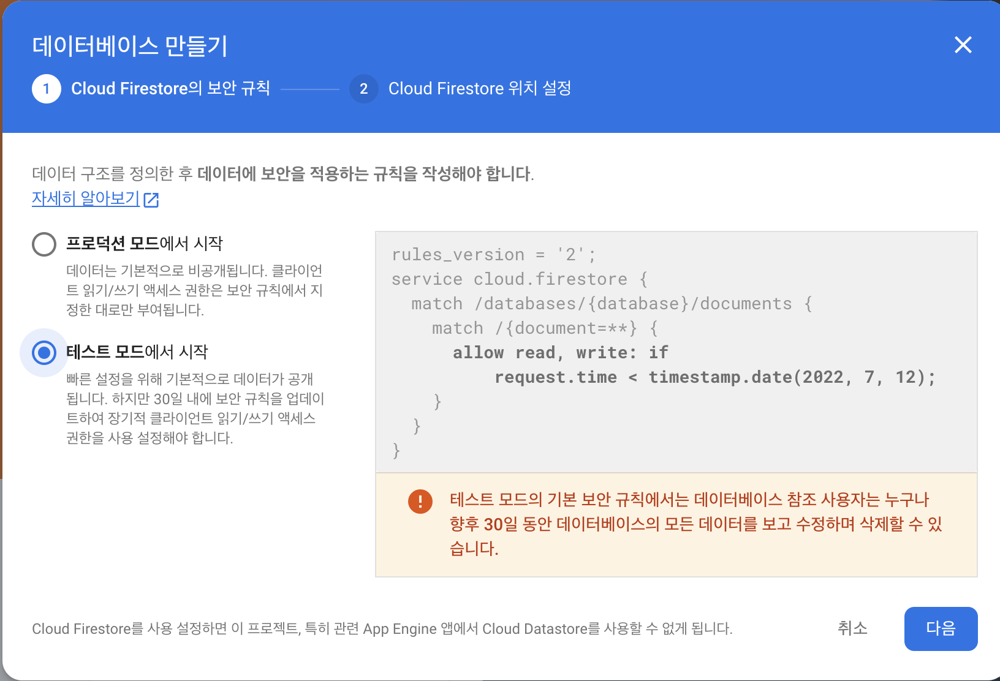 데이터베이스 만들기
1 Cloud Firestore의 보안 규칙 2 Cloud Firestore 위치 설정
데이터 구조를 정의한 후 데이터에 보안을 적용하는 규칙을 작성해야 합니다.
자세히 알아보기
프로덕션 모드에서 시작
데이터는 기본적으로 비공개됩니다. 클라이언
트 읽기/쓰기 액세스 권한은 보안 규칙에서 지
정한 대로만 부여됩니다.
테스트 모드에서 시작
빠른 설정을 위해 기본적으로 데이터가 공개
됩니다. 하지만 30일 내에 보안 규칙을 업데이
트하여 장기적 클라이언트 읽기/쓰기 액세스
권한을 사용 설정해야 합니다.
rules_version = '2';
service cloud.firestore {
  match /databases/{database}/documents {
    match /{document=**} {
      allow read, write: if
          request.time < timestamp.date(2022, 7, 12);
    }
  }
}
테스트 모드의 기본 보안 규칙에서는 데이터베이스 참조 사용자는 누구나
향후 30일 동안 데이터베이스의 모든 데이터를 보고 수정하며 삭제할 수 있
습니다.
Cloud Firestore를 사용 설정하면 이 프로젝트, 특히 관련 App Engine 앱에서 Cloud Datastore를 사용할 수 없게 됩니다.
취소
다음